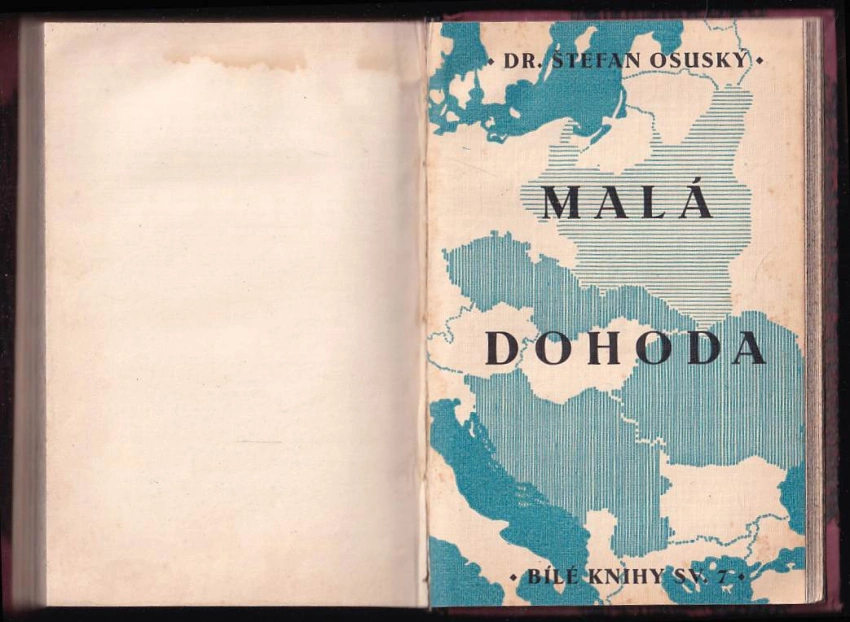 DR. ŠTEFAN OSUSKÝ
MALÁ
DOHODA
BÍLÉ KNIHY SV. 7